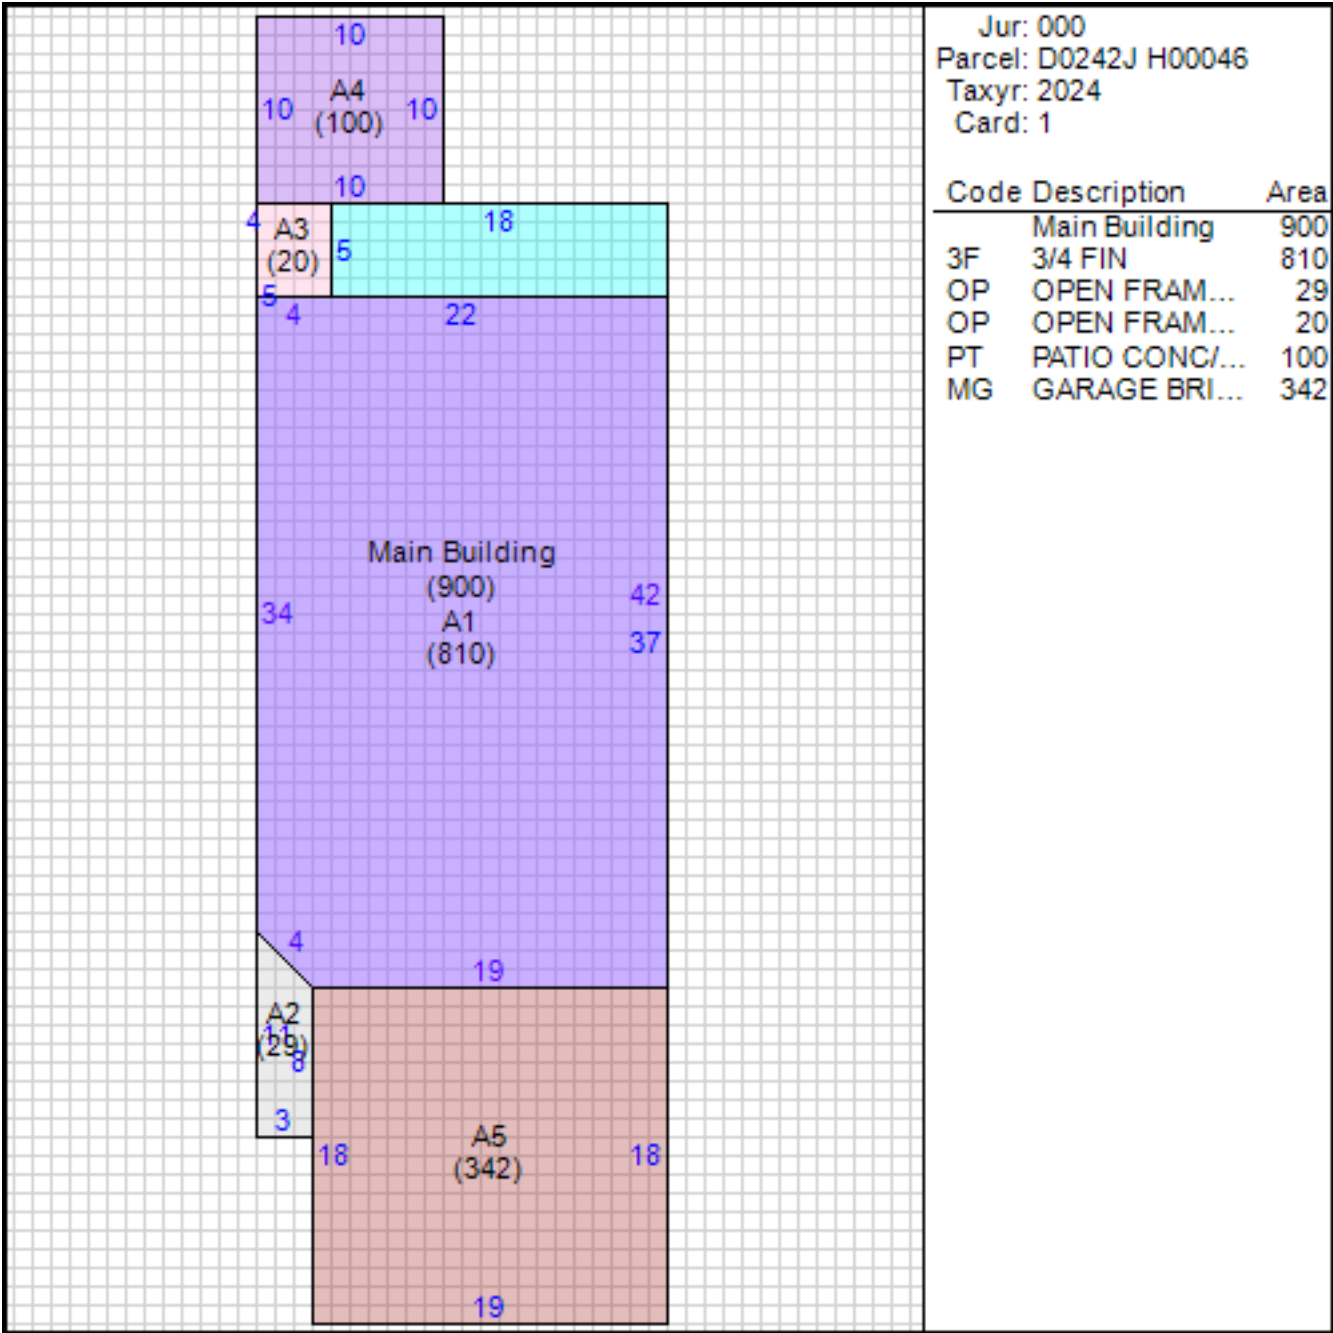 10
A4
10
10
(100)
10
4
18
A3
5
(20)
5
4
22
Main Building
(900)
42
34
A1
37
(810)
4
19
A2
11
(29)
8
3
A5
18
18
(342)
19
Jur: 000
Parcel: D0242J H00046
Taxyr: 2024
Card: 1
Code Description Area
Main Building 900
3F 3/4 FIN 810
OP OPEN FRAM... 29
OP OPEN FRAM... 20
PT PATIO CONC/... 100
MG GARAGE BRI... 342